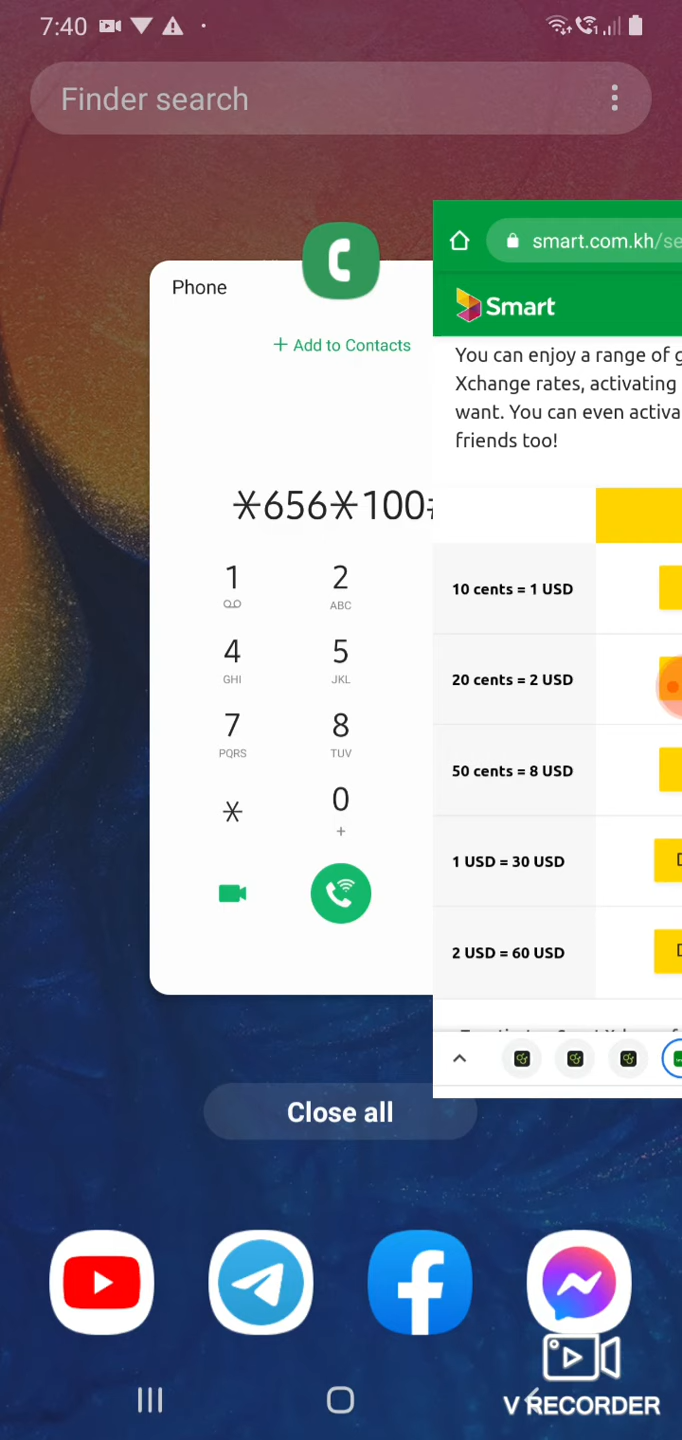 7:40
Finder search
Phone
+ Add to Contacts
*656*100#
1
2
ABC
4
GHI
5
JKL
7
PQRS
8
TUV
*
0
+
smart.com.kh/se
Smart
You can enjoy a range of
Xchange rates, activating
want. You can even activa
friends too!
10 cents = 1 USD
20 cents = 2 USD
50 cents = 8 USD
1 USD = 30 USD
2 USD = 60 USD
Close all
V RECORDER